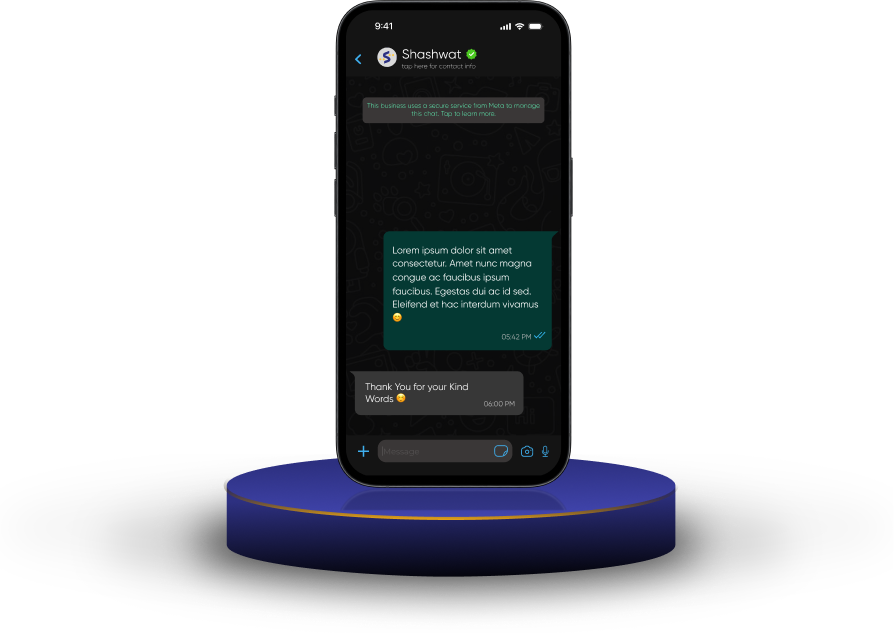 9:41
Shashwat
tap here for contact info
This business uses a secure service from Meta to manage
this chat. Tap to learn more.
Lorem ipsum dolor sit amet
consectetur. Amet nunc magna
congue ac faucibus ipsum
faucibus. Egestas dui ac id sed.
Eleifend et hac interdum vivamus
😊
05:42 PM
Thank You for your Kind
Words 😊
06:00 PM
Message